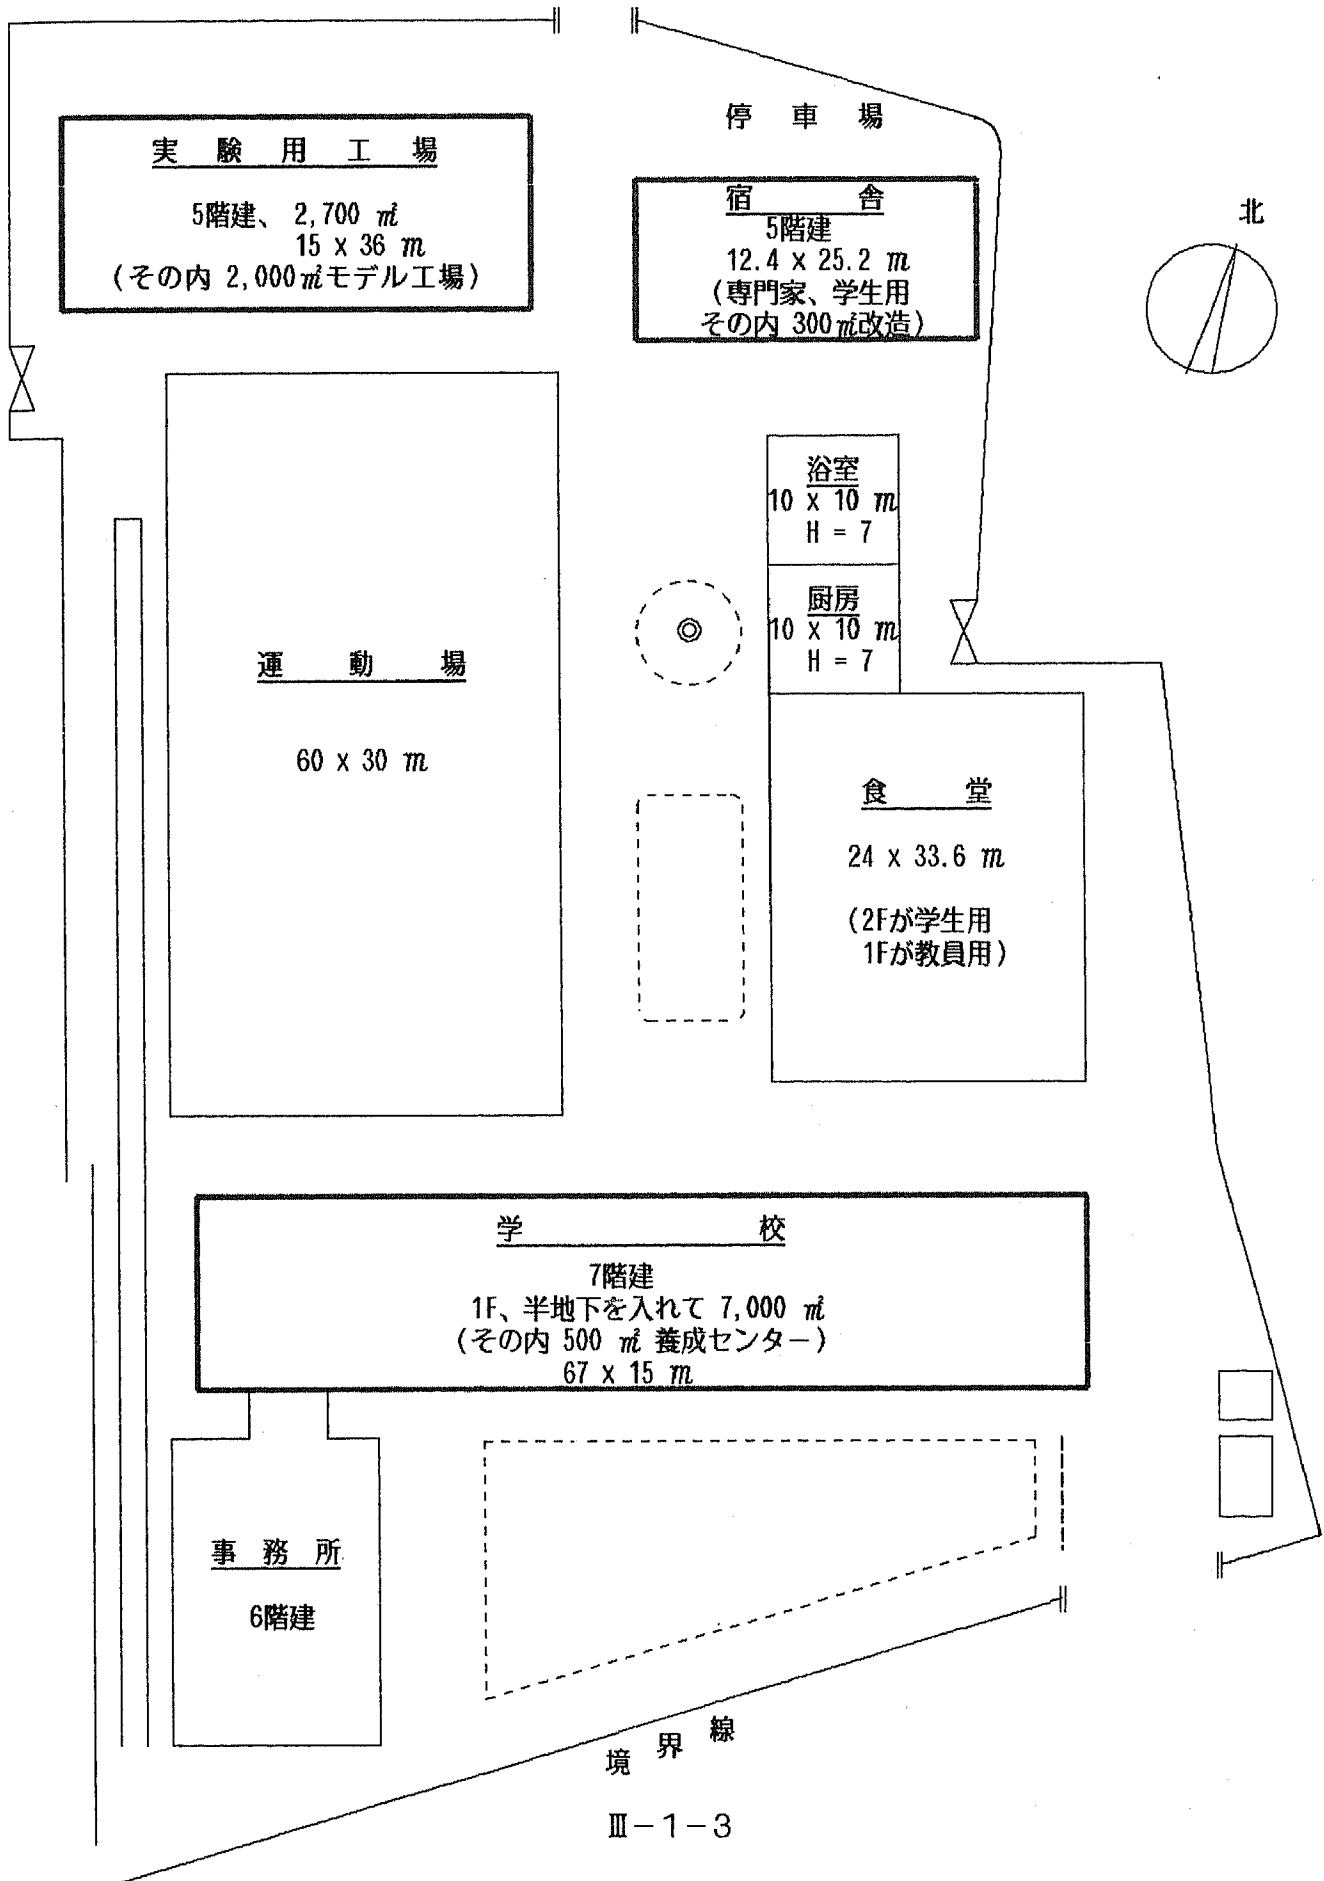 停 車 場
実 験 用 工 場
5階建、 2,700 ㎡
15 x 36 m
(その内 2,000㎡モデル工場)
宿 舎
5階建
12.4 x 25.2 m
(専門家、学生用
その内 300㎡改造)
北
浴室
10 x 10 m
H = 7
厨房
10 x 10 m
H = 7
運 動 場
60 x 30 m
食 堂
24 x 33.6 m
(2Fが学生用
1Fが教員用)
学 校
7階建
1F、半地下を入れて 7,000 ㎡
(その内 500 ㎡ 養成センター)
67 x 15 m
事 務 所
6階建
境 界 線
Ⅲ-1-3